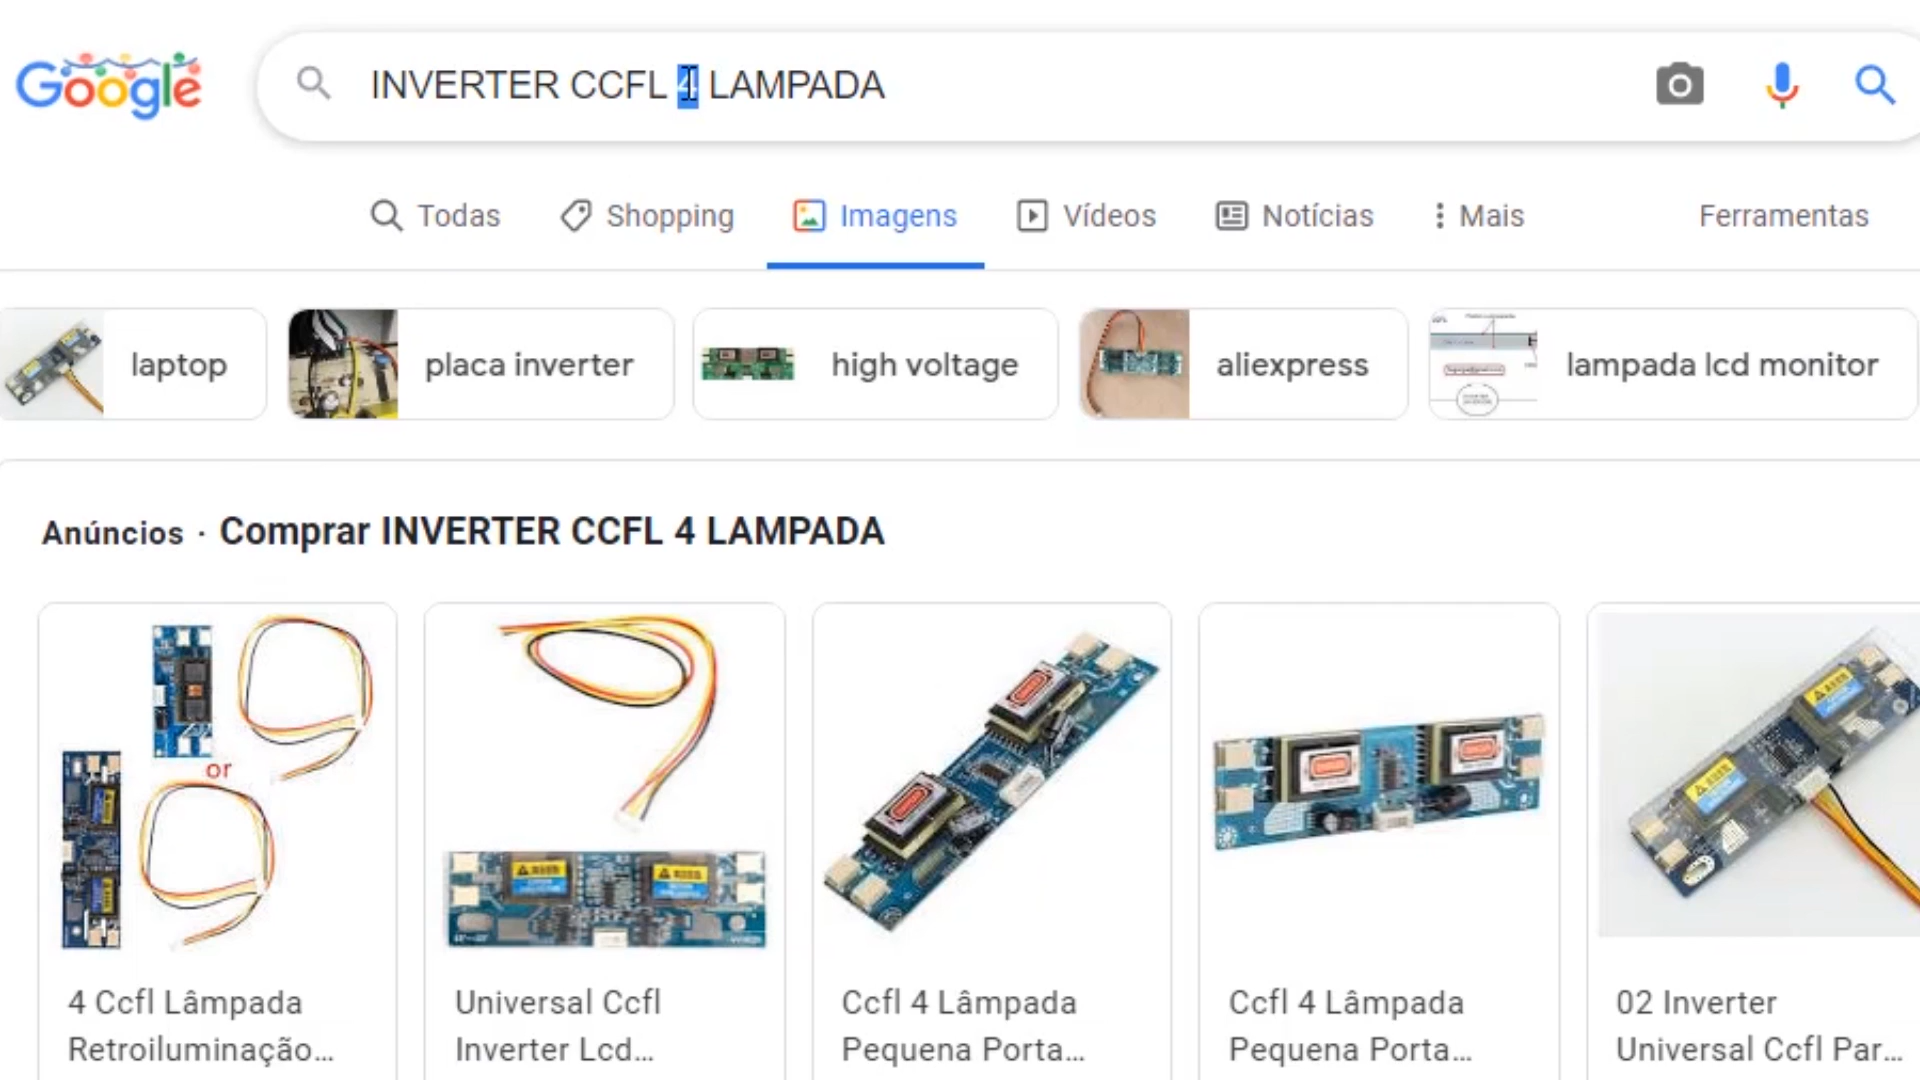 Google
INVERTER CCFL 4 LAMPADA
Todas
Shopping
Imagens
Vídeos
Notícias
Mais
Ferramentas
laptop
placa inverter
high voltage
aliexpress
lampada lcd monitor
Anúncios · Comprar INVERTER CCFL 4 LAMPADA
or
4 Ccfl Lâmpada
Retroiluminação...
Universal Ccfl
Inverter Lcd...
Ccfl 4 Lâmpada
Pequena Porta...
Ccfl 4 Lâmpada
Pequena Porta...
02 Inverter
Universal Ccfl Par...